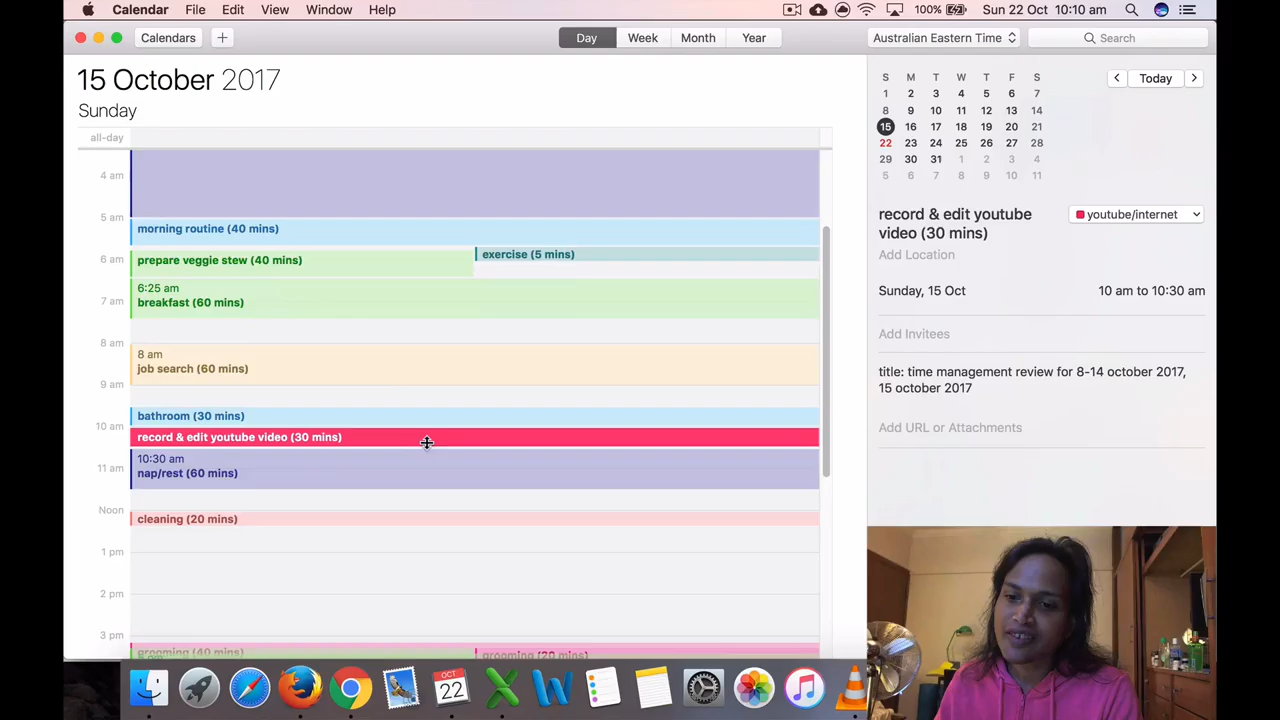 Calendar File Edit View Window Help
100% Sun 22 Oct 10:10 am
Calendars +
Day Week Month Year
Australian Eastern Time
Search
15 October 2017
Sunday
all-day
4 am
5 am
morning routine (40 mins)
exercise (5 mins)
6 am
prepare veggie stew (40 mins)
6:25 am
7 am
breakfast (60 mins)
8 am
8 am
job search (60 mins)
9 am
bathroom (30 mins)
10 am
record & edit youtube video (30 mins)
10:30 am
11 am
nap/rest (60 mins)
Noon
cleaning (20 mins)
1 pm
2 pm
3 pm
grooming (40 mins)
grooming (20 mins)
< Today >
S M T W T F S
1 2 3 4 5 6 7
8 9 10 11 12 13 14
15 16 17 18 19 20 21
22 23 24 25 26 27 28
29 30 31 1 2 3 4
5 6 7 8 9 10 11
record & edit youtube
video (30 mins)
youtube/internet
Add Location
Sunday, 15 Oct 10 am to 10:30 am
Add Invitees
title: time management review for 8-14 october 2017,
15 october 2017
Add URL or Attachments
OCT
22